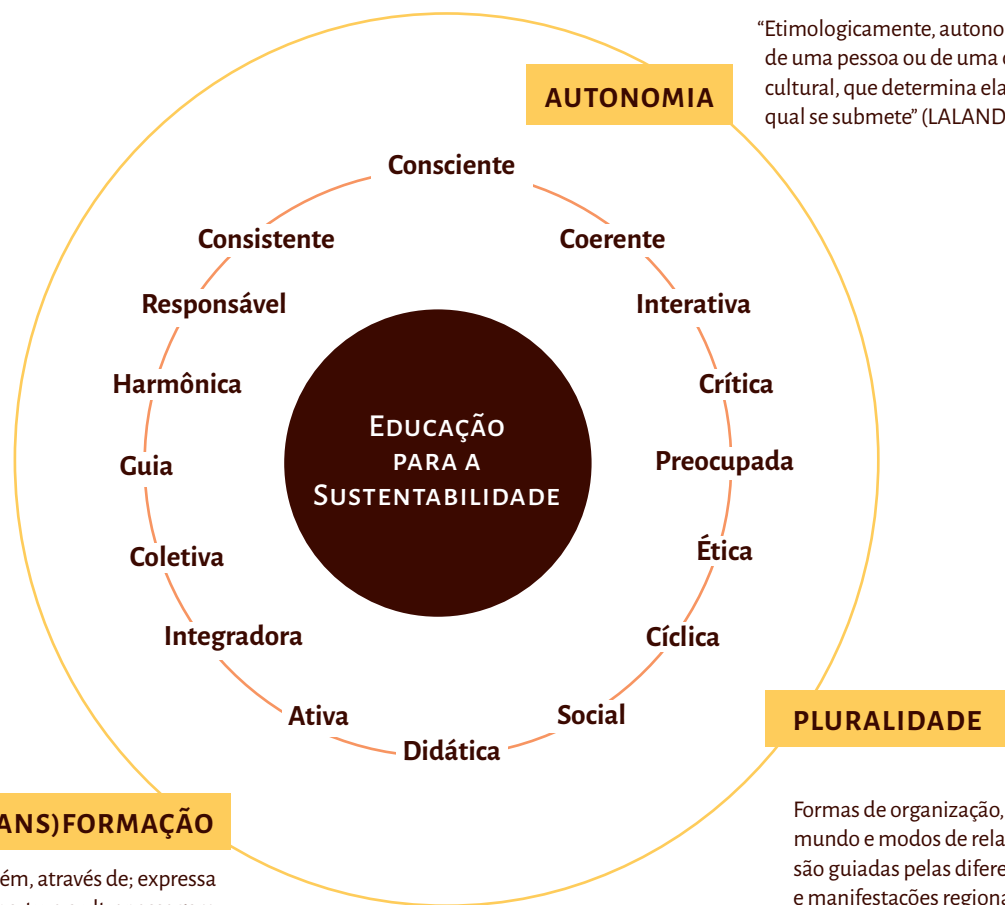 “Etimologicamente, autono
de uma pessoa ou de uma
cultural, que determina ela
qual se submete” (LALAND
AUTONOMIA
Consciente
Coerente
Interativa
Crítica
Preocupada
Ética
Cíclica
Social
Didática
Ativa
Integradora
Coletiva
Guia
Harmônica
Responsável
Consistente
EDUCAÇÃO
PARA A
SUSTENTABILIDADE
PLURALIDADE
Formas de organização,
mundo e modos de rela
são guiadas pelas difere
e manifestações regiona
ANS)FORMAÇÃO
ém, através de; expressa